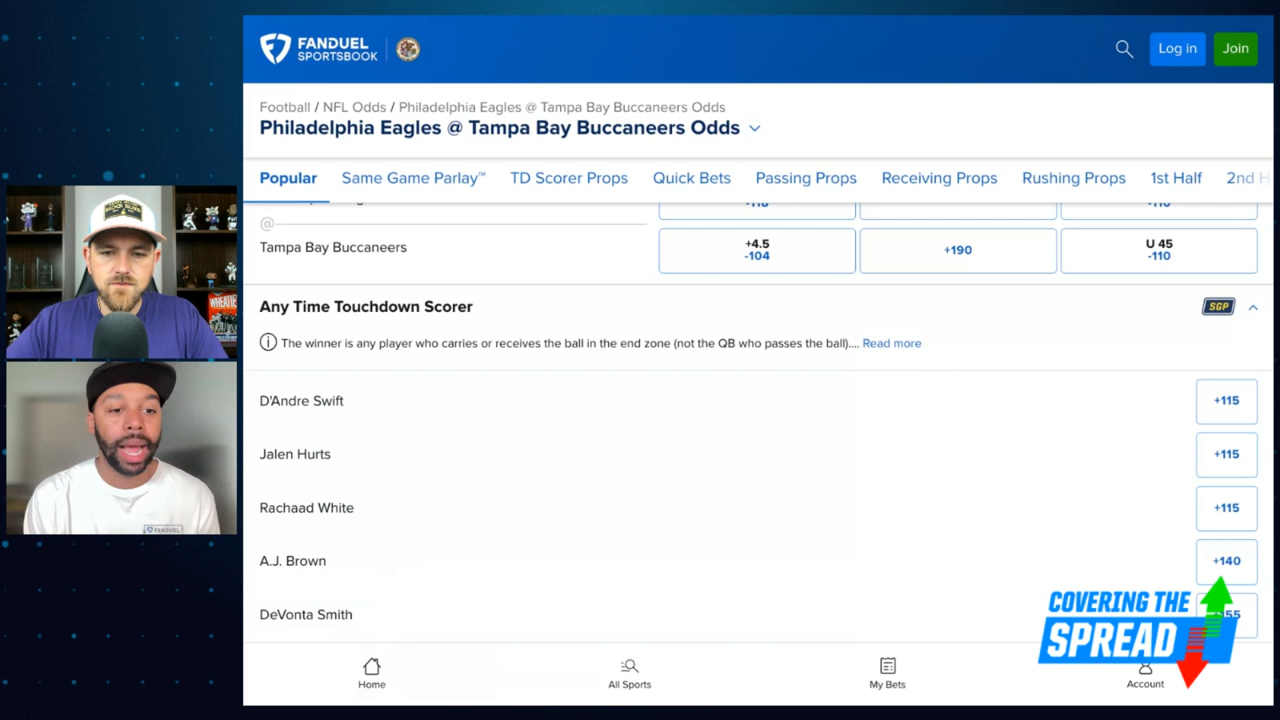 FANDUEL
SPORTSBOOK
Log in
Join
Football / NFL Odds / Philadelphia Eagles @ Tampa Bay Buccaneers Odds
Philadelphia Eagles @ Tampa Bay Buccaneers Odds
Popular
Same Game Parlay™
TD Scorer Props
Quick Bets
Passing Props
Receiving Props
Rushing Props
1st Half
2nd H
@
Tampa Bay Buccaneers
+4.5
-104
+190
U 45
-110
Any Time Touchdown Scorer
SGP
The winner is any player who carries or receives the ball in the end zone (not the QB who passes the ball).... Read more
D'Andre Swift
+115
Jalen Hurts
+115
Rachaad White
+115
A.J. Brown
+140
DeVonta Smith
COVERING THE
SPREAD
Home
All Sports
My Bets
Account
WHEATIES
FANDUEL